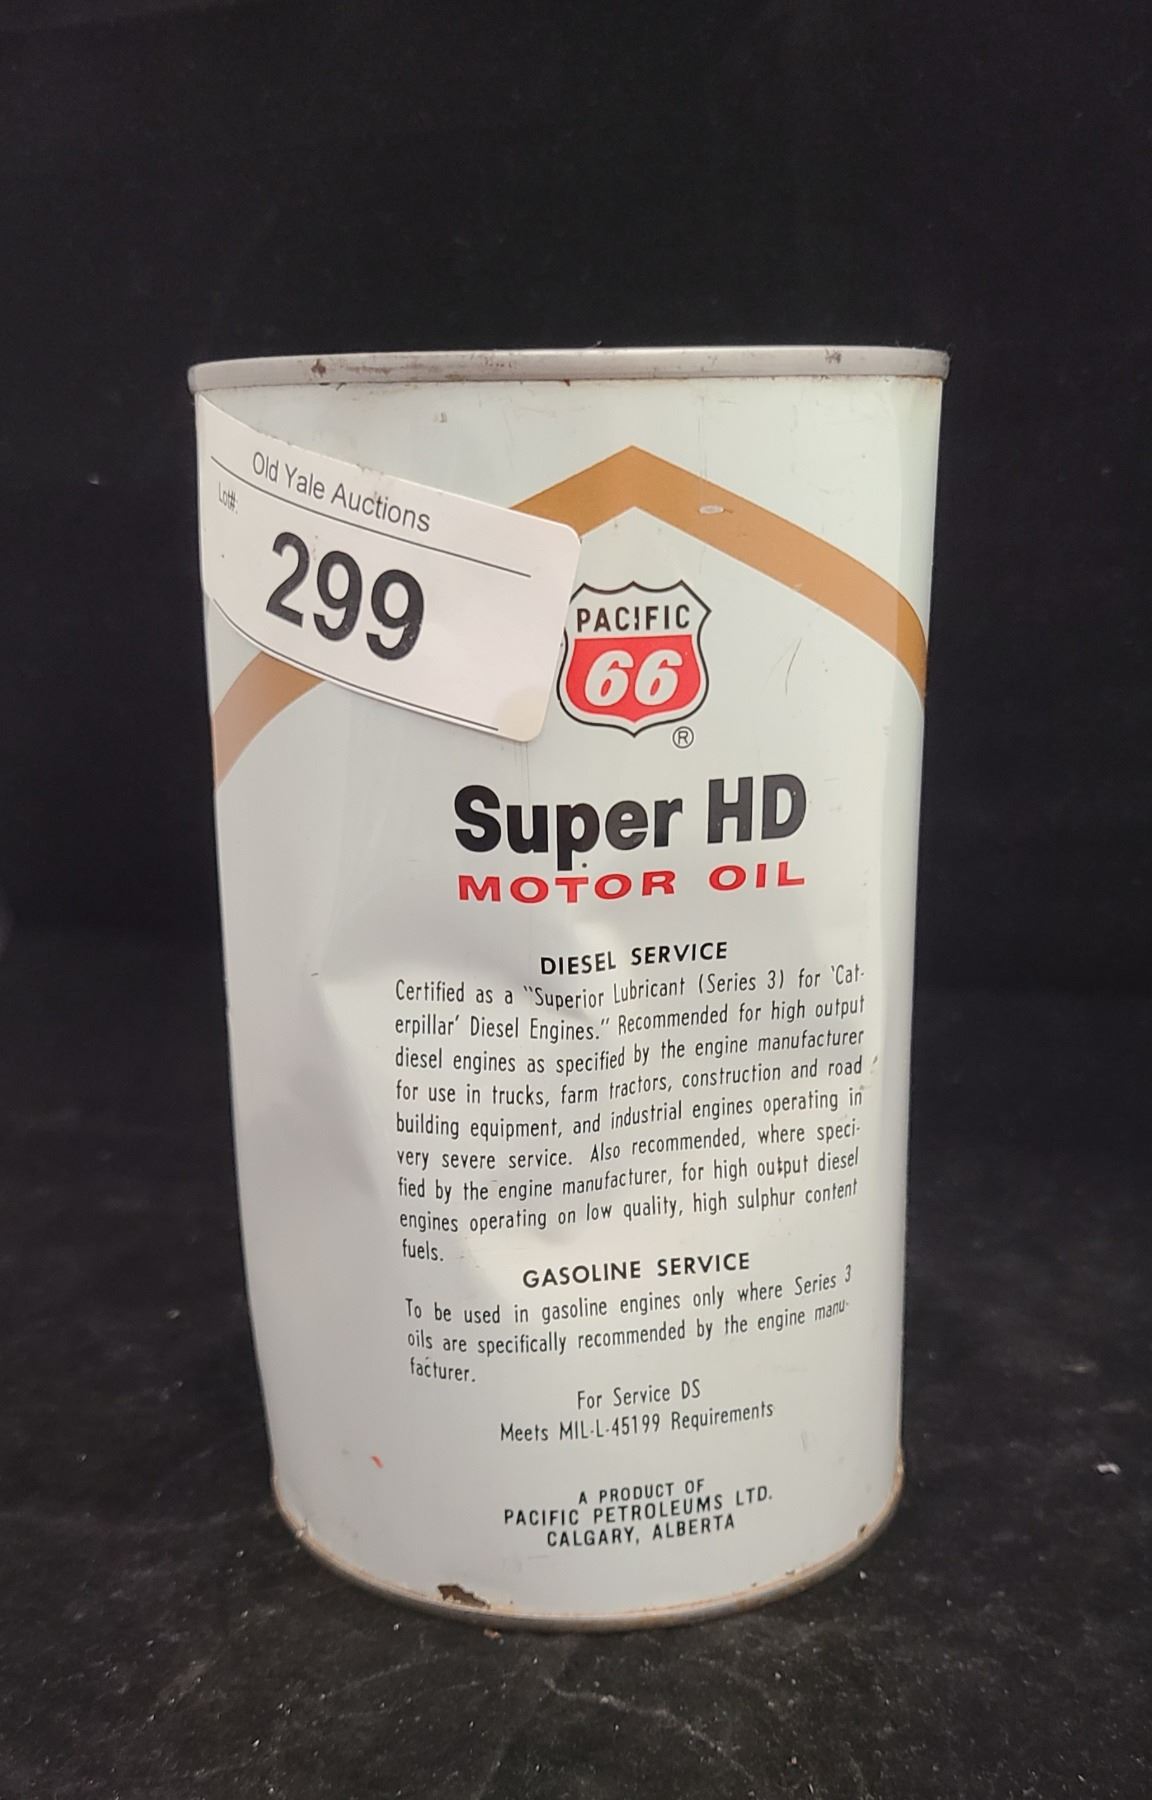 Old Yale Auctions
Lot#:
299
PACIFIC
66
®
Super HD
MOTOR OIL
DIESEL SERVICE
Certified as a "Superior Lubricant (Series 3) for 'Cat-
erpillar' Diesel Engines." Recommended for high output
diesel engines as specified by the engine manufacturer
for use in trucks, farm tractors, construction and road
building equipment, and industrial engines operating in
very severe service. Also recommended, where speci-
fied by the engine manufacturer, for high output diesel
engines operating on low quality, high sulphur content
fuels.
GASOLINE SERVICE
To be used in gasoline engines only where Series 3
oils are specifically recommended by the engine manu-
facturer.
For Service DS
Meets MIL-L-45199 Requirements
A PRODUCT OF
PACIFIC PETROLEUMS LTD.
CALGARY, ALBERTA